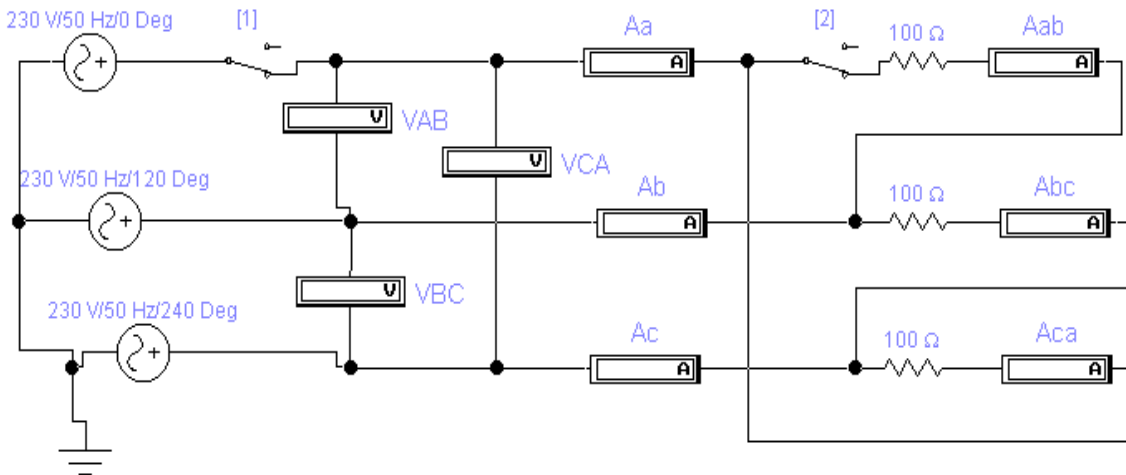 230 V/50 Hz/0 Deg
[1]
Aa
[2]
100 Ω
Aab
A
A
V
VAB
V
VCA
230 V/50 Hz/120 Deg
Ab
100 Ω
Abc
A
A
V
VBC
230 V/50 Hz/240 Deg
Ac
100 Ω
Aca
A
A